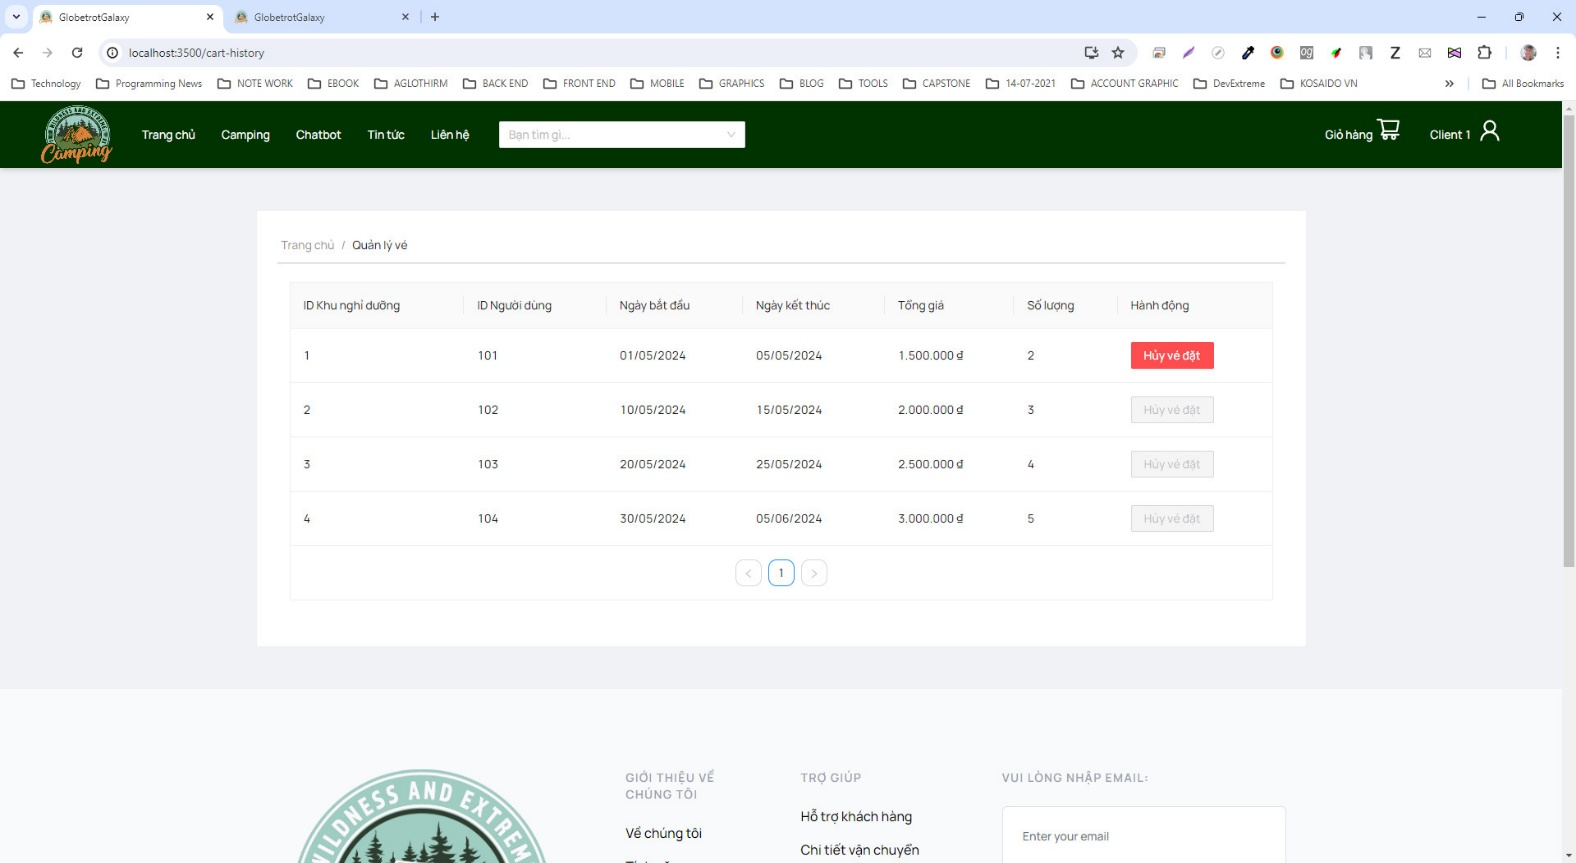 GlobetrotGalaxy
GlobetrotGalaxy
localhost:3500/cart-history
Technology Programming News NOTE WORK EBOOK AGLOTHIRM BACK END FRONT END MOBILE GRAPHICS BLOG TOOLS CAPSTONE 14-07-2021 ACCOUNT GRAPHIC DevExtreme KOSAIDO VN All Bookmarks
Camping
Trang chủ Camping Chatbot Tin tức Liên hệ Bạn tìm gì... Giỏ hàng Client 1
Trang chủ / Quản lý vé
ID Khu nghỉ dưỡng ID Người dùng Ngày bắt đầu Ngày kết thúc Tổng giá Số lượng Hành động
1 101 01/05/2024 05/05/2024 1.500.000 ₫ 2 Hủy vé đặt
2 102 10/05/2024 15/05/2024 2.000.000 ₫ 3 Hủy vé đặt
3 103 20/05/2024 25/05/2024 2.500.000 ₫ 4 Hủy vé đặt
4 104 30/05/2024 05/06/2024 3.000.000 ₫ 5 Hủy vé đặt
< 1 >
GIỚI THIỆU VỀ
CHÚNG TÔI
Về chúng tôi
TRỢ GIÚP
Hỗ trợ khách hàng
Chi tiết vận chuyển
VUI LÒNG NHẬP EMAIL:
Enter your email